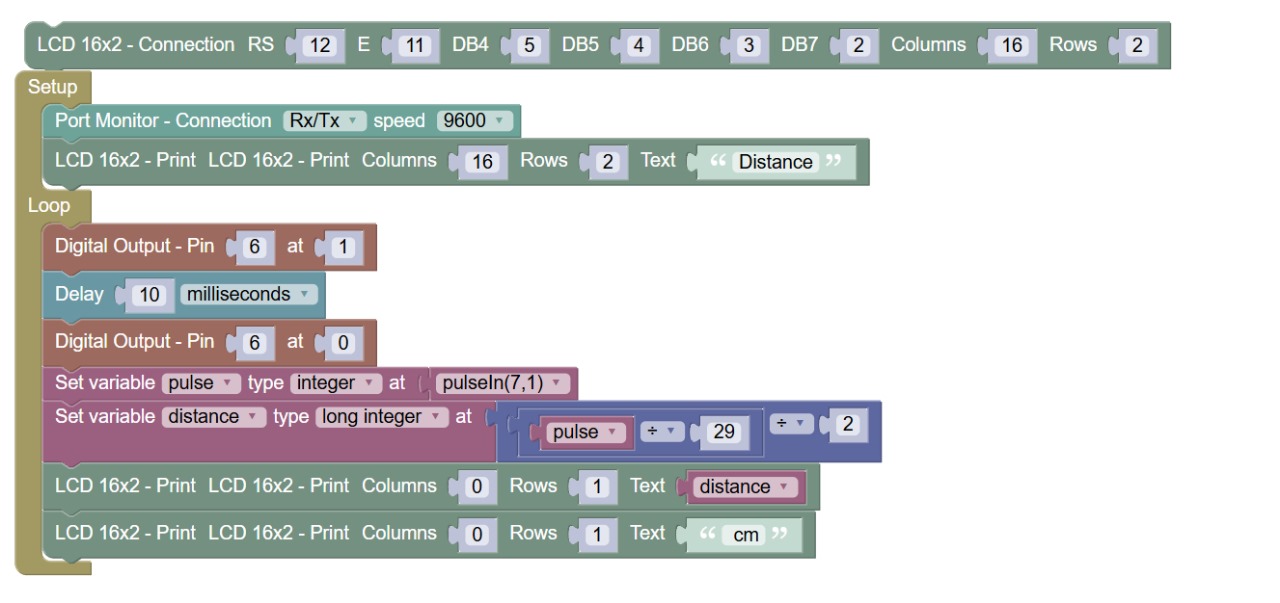 LCD 16x2 - Connection RS 12 E 11 DB4 5 DB5 4 DB6 3 DB7 2 Columns 16 Rows 2
Setup
Port Monitor - Connection Rx/Tx speed 9600
LCD 16x2 - Print LCD 16x2 - Print Columns 16 Rows 2 Text “ Distance ”
Loop
Digital Output - Pin 6 at 1
Delay 10 milliseconds
Digital Output - Pin 6 at 0
Set variable pulse type integer at pulseIn(7,1)
Set variable distance type long integer at pulse ÷ 29 ÷ 2
LCD 16x2 - Print LCD 16x2 - Print Columns 0 Rows 1 Text distance
LCD 16x2 - Print LCD 16x2 - Print Columns 0 Rows 1 Text “ cm ”